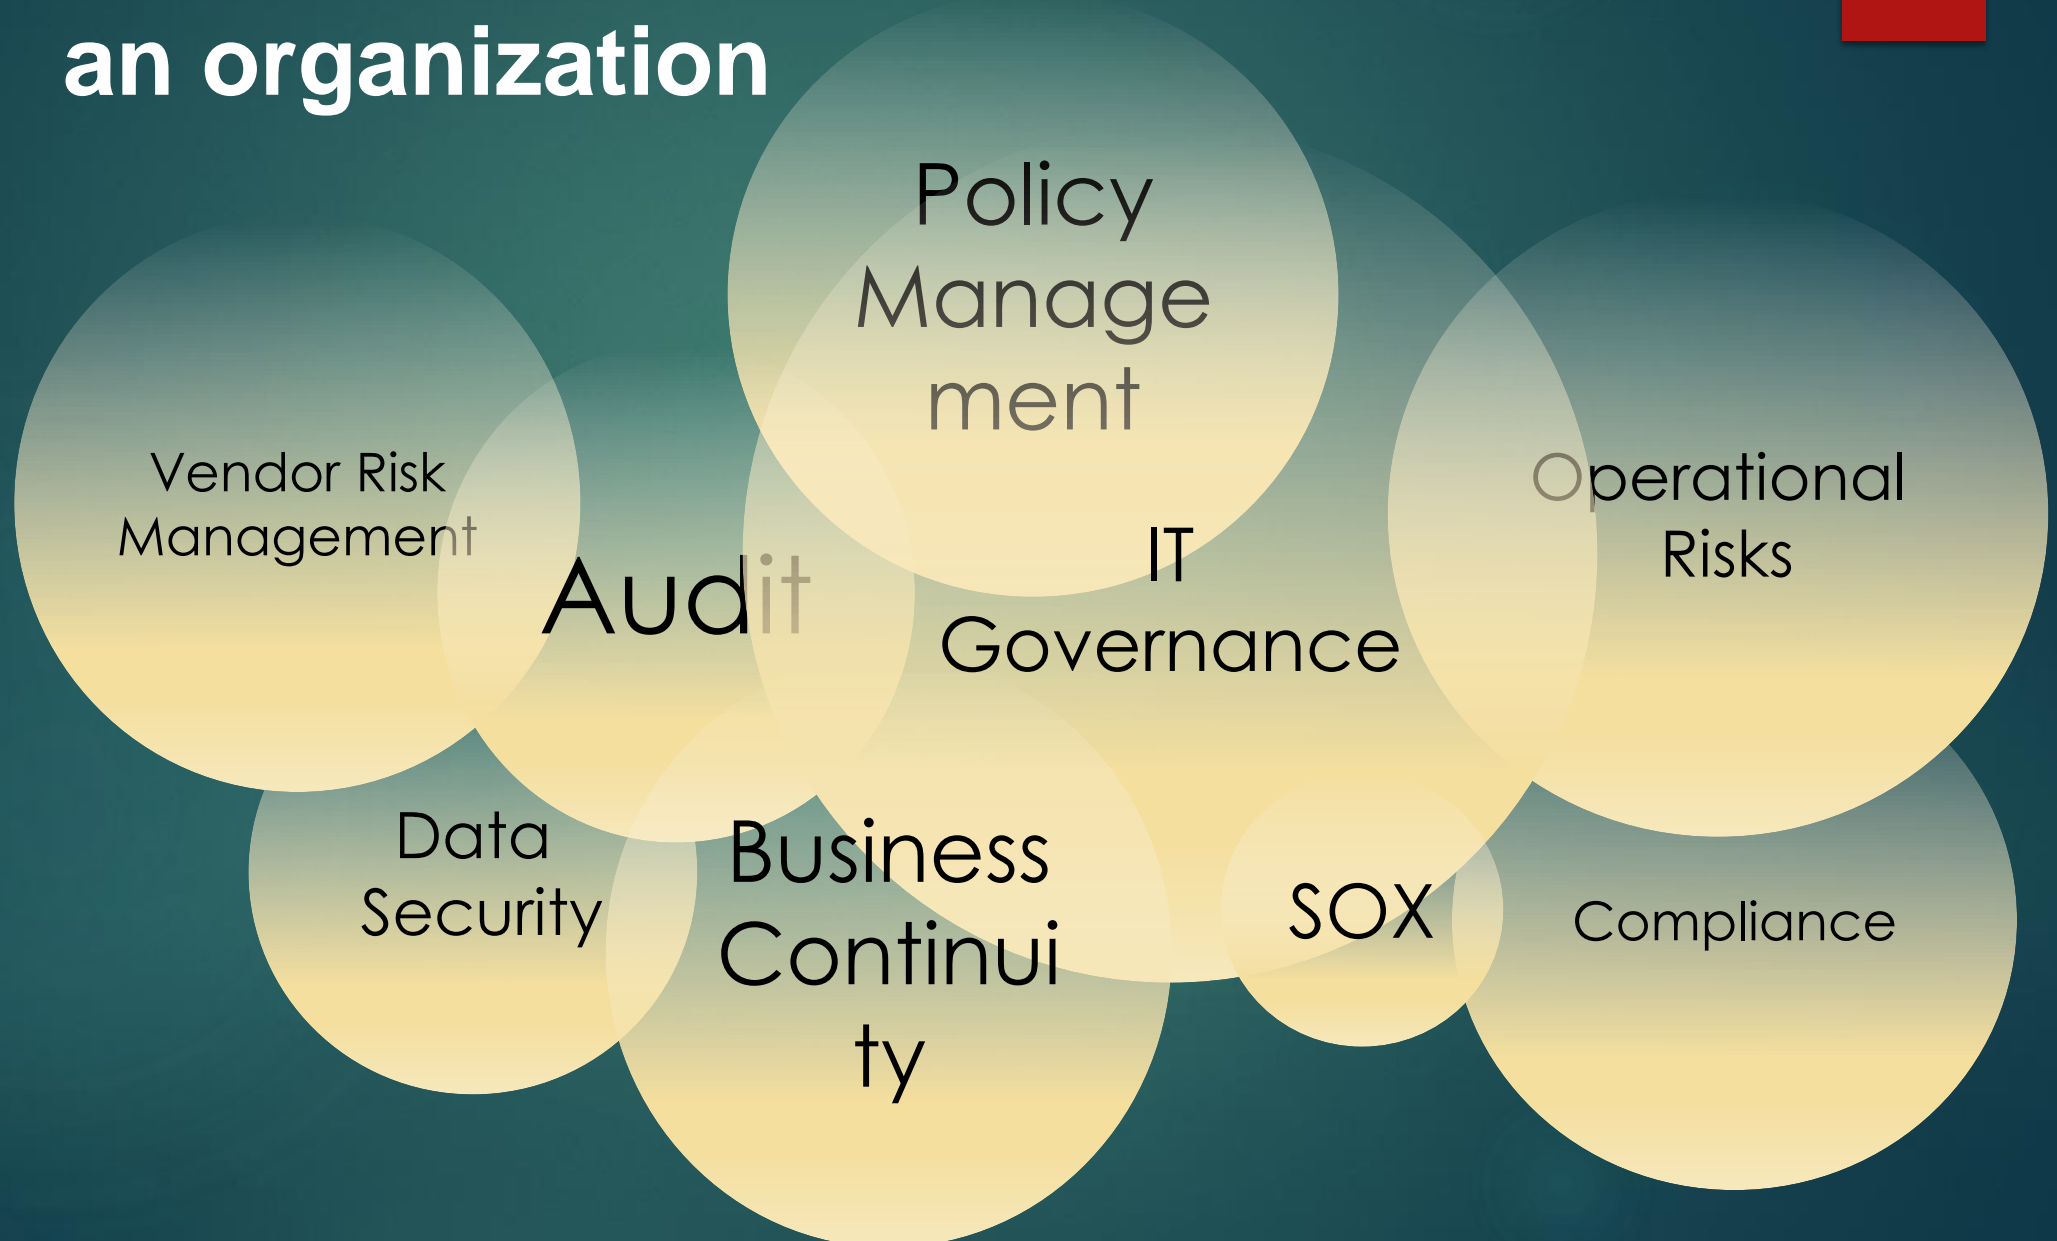 an organization
Policy
Manage
ment
Vendor Risk
Management
Audit
IT
Governance
Operational
Risks
Data
Security
Business
Continui
ty
SOX
Compliance